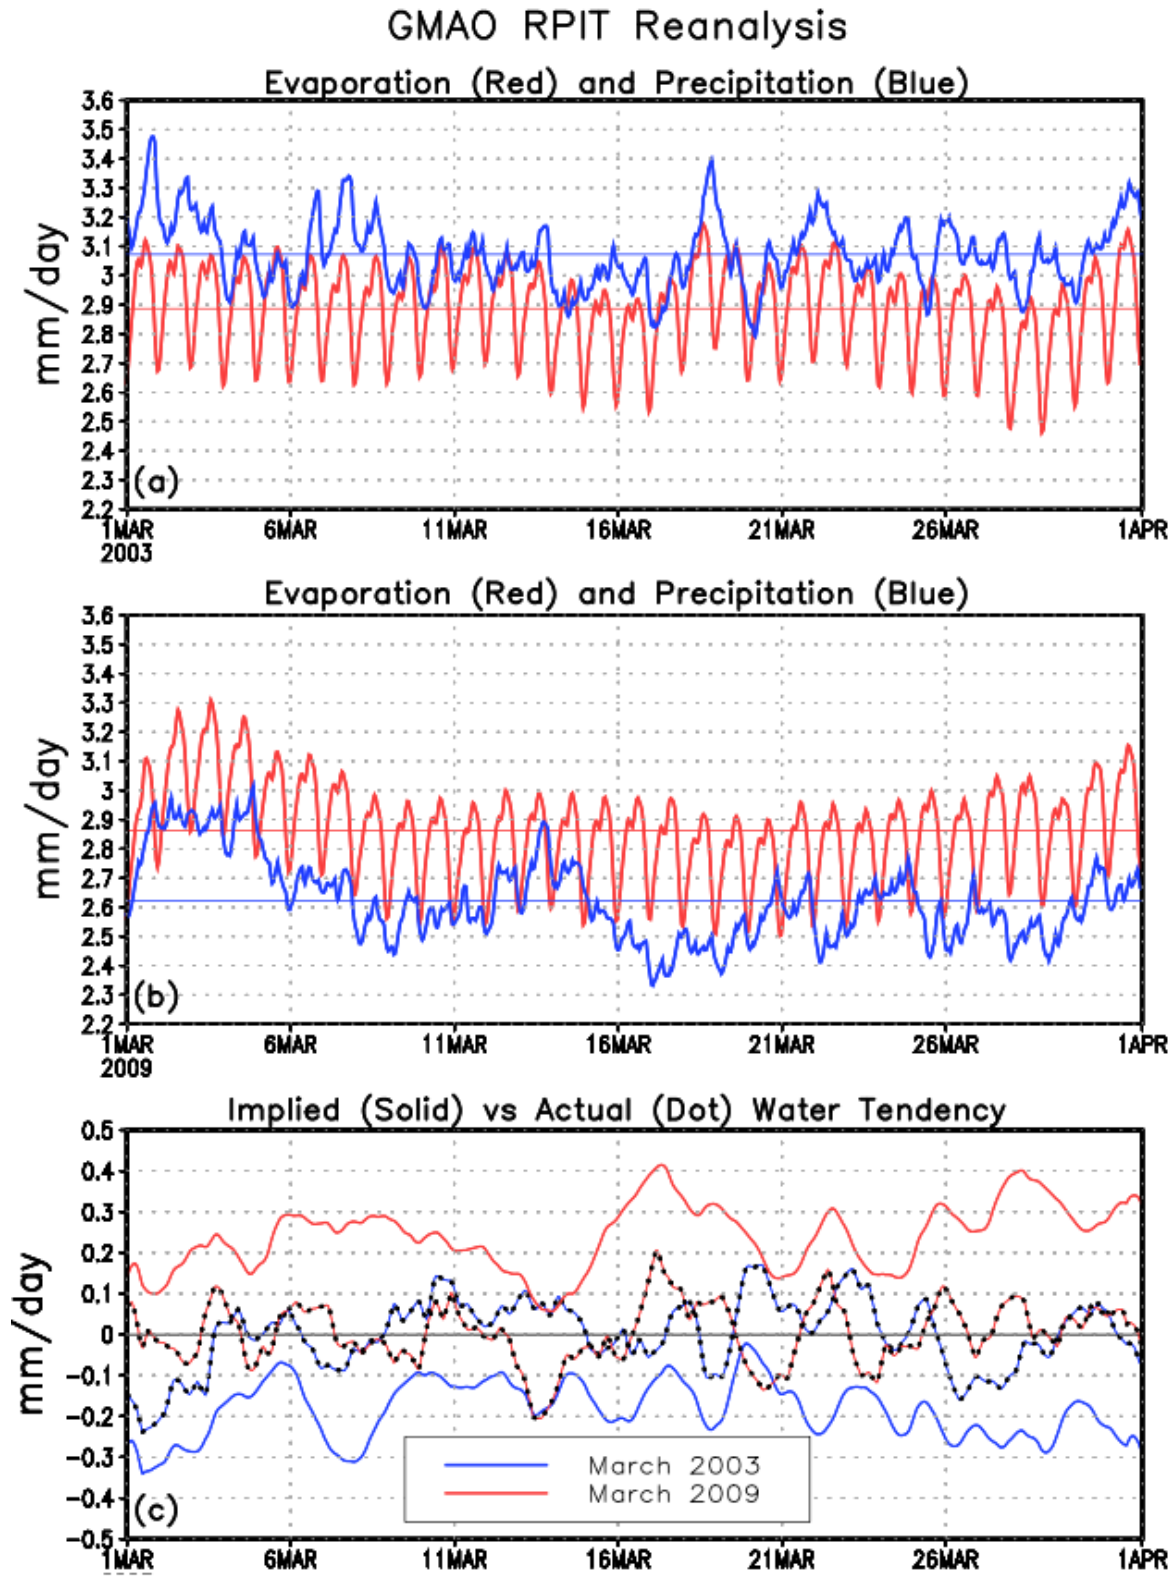 GMAO RPIT Reanalysis
Evaporation (Red) and Precipitation (Blue)
mm/day
3.6
3.5
3.4
3.3
3.2
3.1
3
2.9
2.8
2.7
2.6
2.5
2.4
2.3
2.2
(a)
1MAR 6MAR 11MAR 16MAR 21MAR 26MAR 1APR
2003
Evaporation (Red) and Precipitation (Blue)
mm/day
3.6
3.5
3.4
3.3
3.2
3.1
3
2.9
2.8
2.7
2.6
2.5
2.4
2.3
2.2
(b)
1MAR 6MAR 11MAR 16MAR 21MAR 26MAR 1APR
2009
Implied (Solid) vs Actual (Dot) Water Tendency
mm/day
0.5
0.4
0.3
0.2
0.1
0
-0.1
-0.2
-0.3
-0.4
-0.5
March 2003
March 2009
(c)
1MAR 6MAR 11MAR 16MAR 21MAR 26MAR 1APR